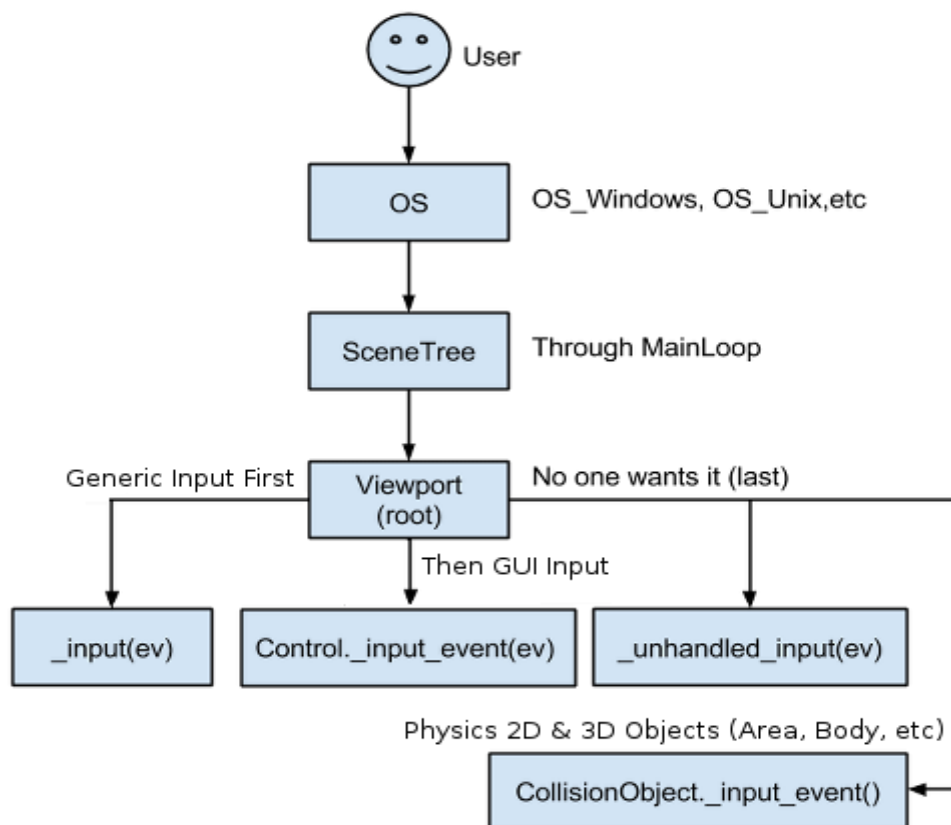 User
OS
OS_Windows, OS_Unix,etc
SceneTree
Through MainLoop
Generic Input First
Viewport
(root)
No one wants it (last)
Then GUI Input
_input(ev)
Control._input_event(ev)
_unhandled_input(ev)
Physics 2D & 3D Objects (Area, Body, etc)
CollisionObject._input_event()